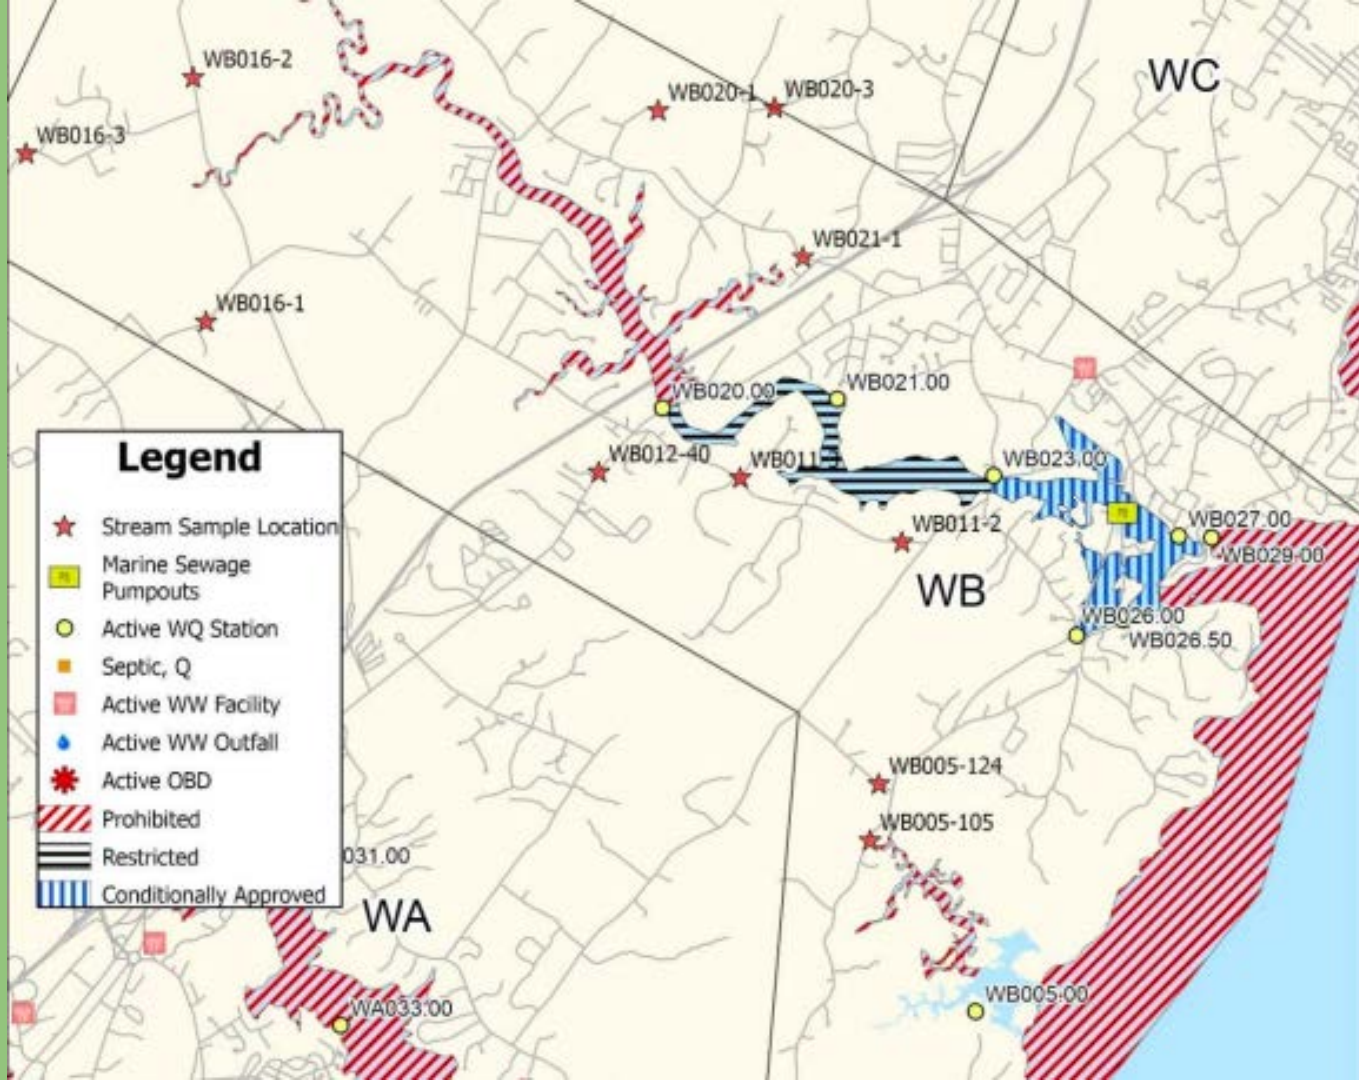 WC
WB016-2
WB020-1
WB020-3
WB016-3
WB021-1
WB016-1
WB020.00
WB021.00
WB012-40
WB023.00
WB011-2
WB027.00
WB029.00
WB
WB026.00
WB026.50
WB005-124
WB005-105
WB005.00
Legend
Stream Sample Location
Marine Sewage
Pumpouts
Active WQ Station
Septic, Q
Active WW Facility
Active WW Outfall
Active OBD
Prohibited
Restricted
Conditionally Approved
031.00
WA
WA033.00